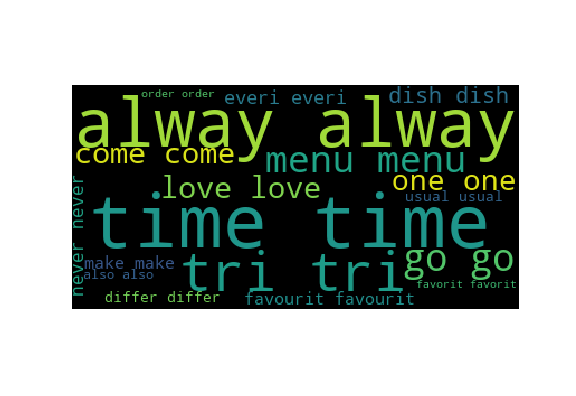 order order
everi everi
dish dish
alway alway
come come
menu menu
one one
love love
usual usual
never never
time time
go go
make make
also also
tri tri
favorit favorit
differ differ
favourit favourit